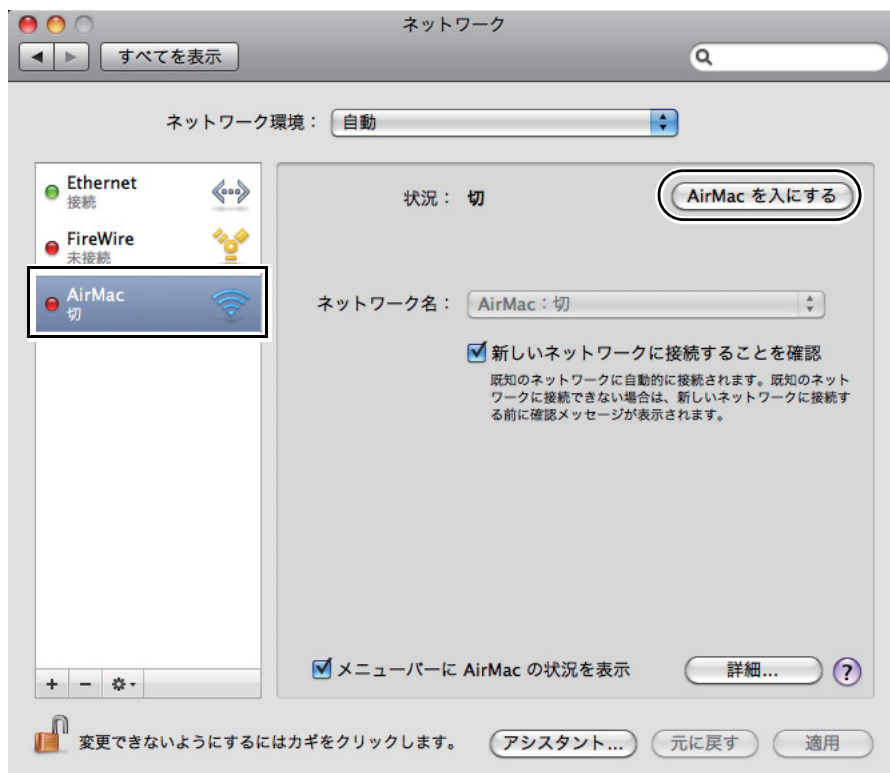 ネットワーク
すべてを表示
ネットワーク環境： 自動
Ethernet
接続
FireWire
未接続
AirMac
切
状況： 切
AirMac を入にする
ネットワーク名： AirMac：切
新しいネットワークに接続することを確認
既知のネットワークに自動的に接続されます。既知のネット
ワークに接続できない場合は、新しいネットワークに接続す
る前に確認メッセージが表示されます。
メニューバーに AirMac の状況を表示
詳細...
?
+ −
変更できないようにするにはカギをクリックします。
アシスタント...
元に戻す
適用